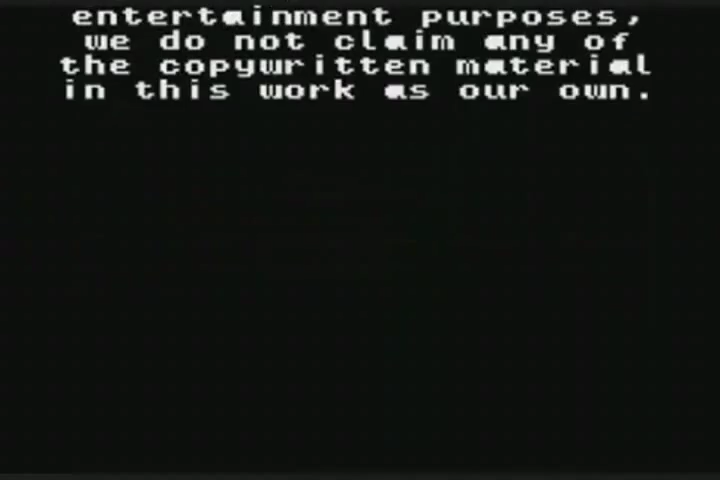 entertainment purposes,
we do not claim any of
the copywritten material
in this work as our own.